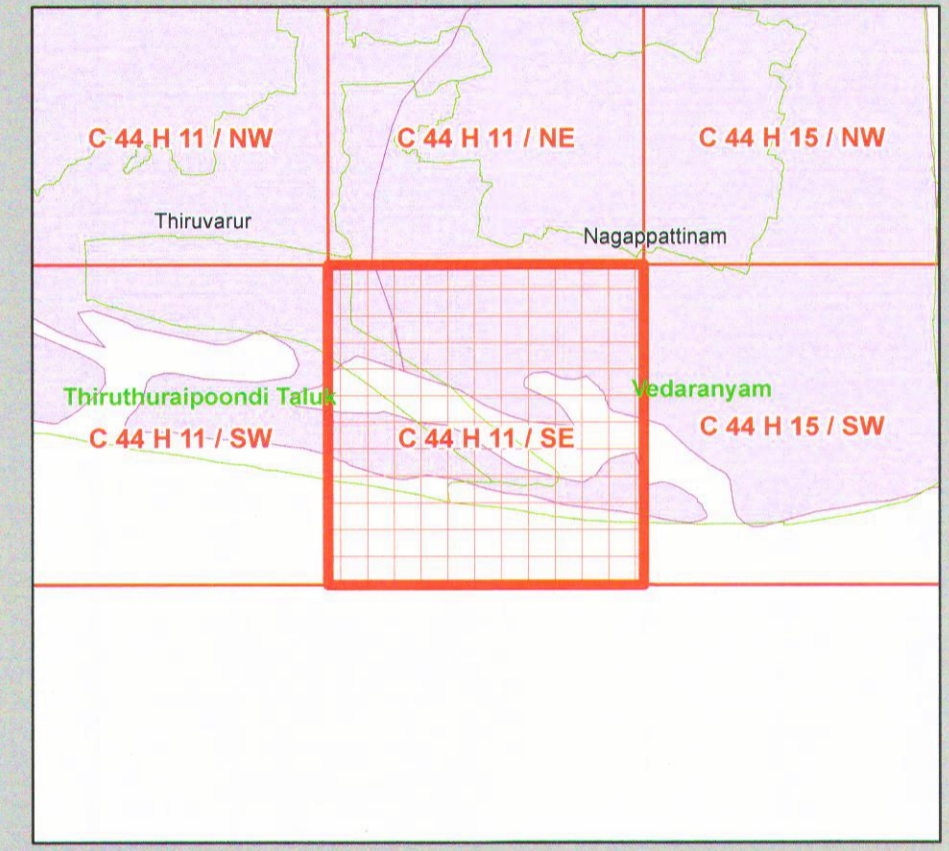 C 44 H 11 / NW
C 44 H 11 / NE
C 44 H 15 / NW
Thiruvarur
Nagappattinam
Thiruthuraipoondi Taluk
Vedaranyam
C 44 H 11 / SW
C 44 H 11 / SE
C 44 H 15 / SW